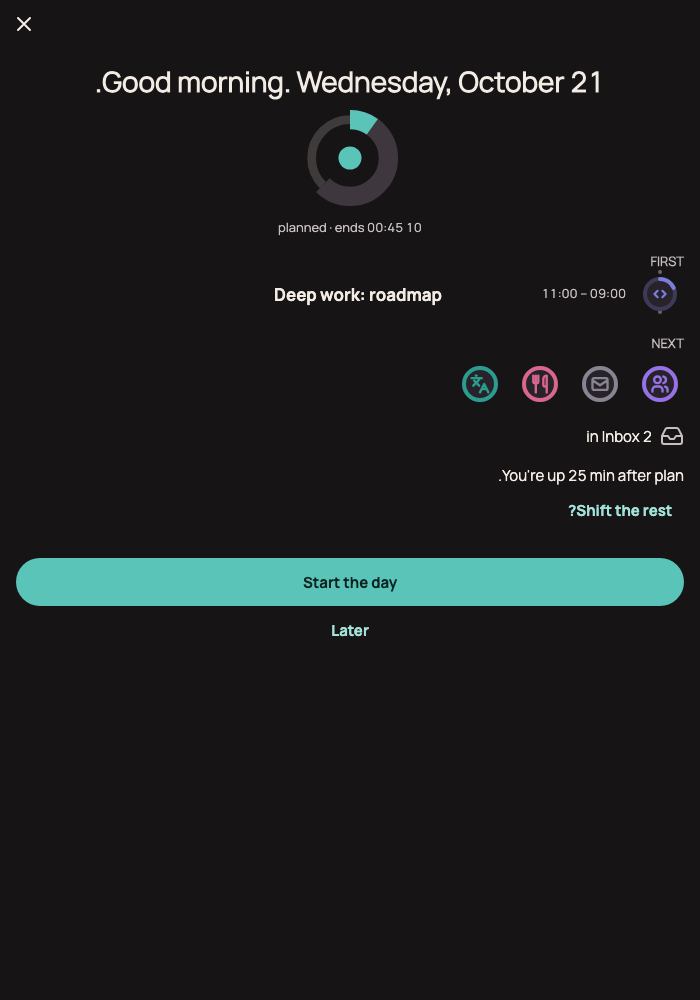 .Good morning. Wednesday, October 21
planned · ends 00:45 10
FIRST
11:00 – 09:00
Deep work: roadmap
NEXT
in Inbox 2
.You're up 25 min after plan
?Shift the rest
Start the day
Later